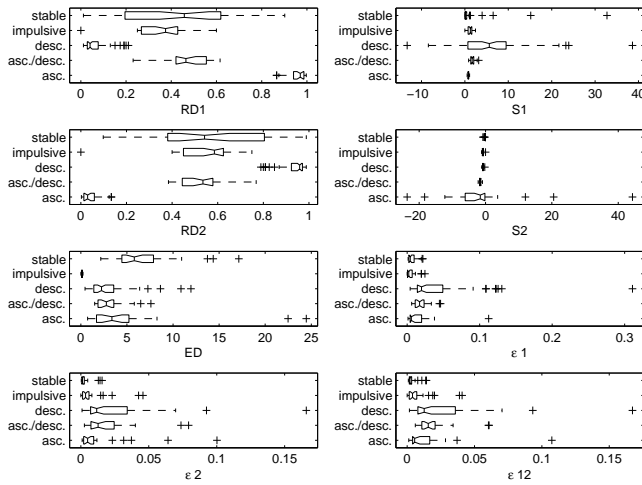 stable
impulsive
desc.
asc./desc.
asc.
0 0.2 0.4 0.6 0.8 1
RD1
stable
impulsive
desc.
asc./desc.
asc.
−10 0 10 20 30 40
S1
stable
impulsive
desc.
asc./desc.
asc.
0 0.2 0.4 0.6 0.8 1
RD2
stable
impulsive
desc.
asc./desc.
asc.
−20 0 20 40
S2
stable
impulsive
desc.
asc./desc.
asc.
0 5 10 15 20 25
ED
stable
impulsive
desc.
asc./desc.
asc.
0 0.1 0.2 0.3
ε 1
stable
impulsive
desc.
asc./desc.
asc.
0 0.05 0.1 0.15
ε 2
stable
impulsive
desc.
asc./desc.
asc.
0 0.05 0.1 0.15
ε 12